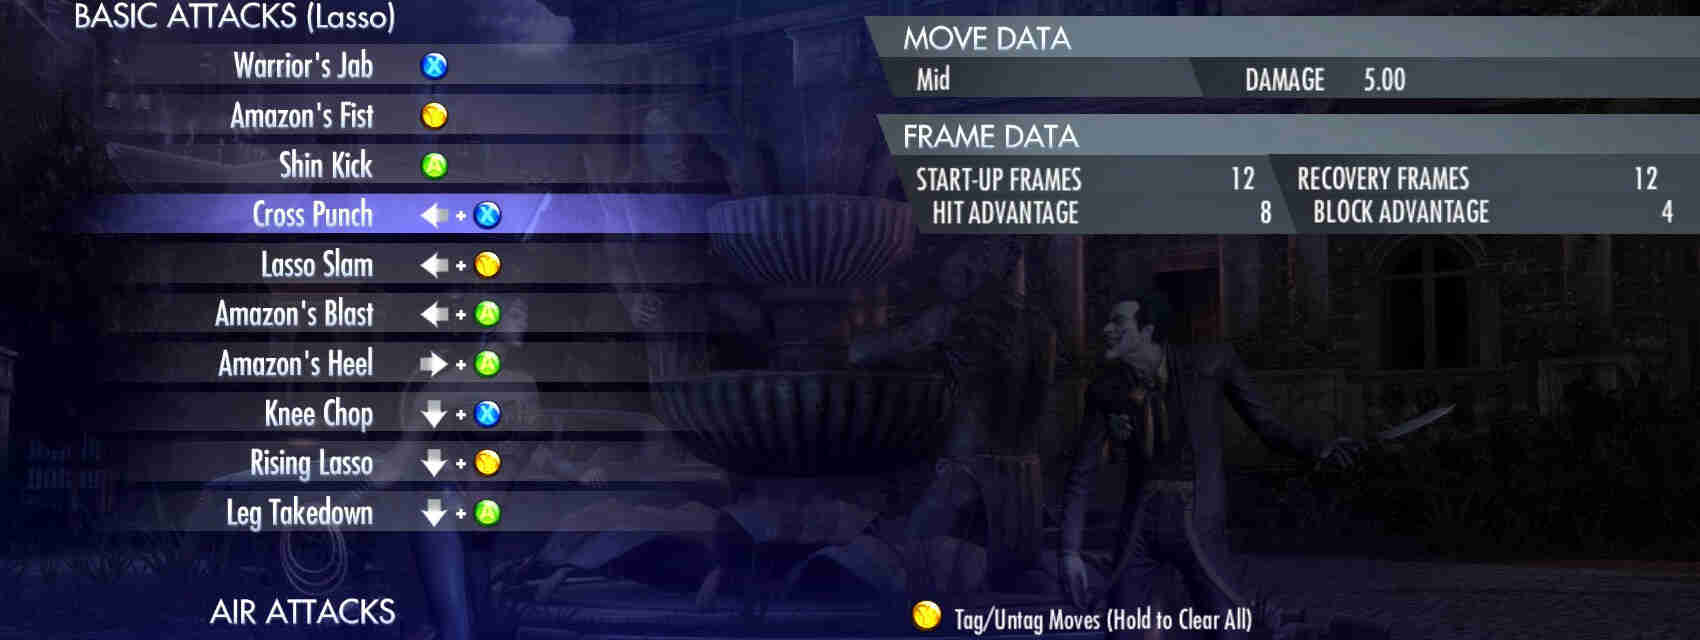 BASIC ATTACKS (Lasso)
Warrior's Jab X
Amazon's Fist Y
Shin Kick A
Cross Punch + X
Lasso Slam + Y
Amazon's Blast + A
Amazon's Heel + A
Knee Chop + X
Rising Lasso + Y
Leg Takedown + A
AIR ATTACKS
MOVE DATA
Mid DAMAGE 5.00
FRAME DATA
START-UP FRAMES 12 RECOVERY FRAMES 12
HIT ADVANTAGE 8 BLOCK ADVANTAGE 4
Y Tag/Untag Moves (Hold to Clear All)